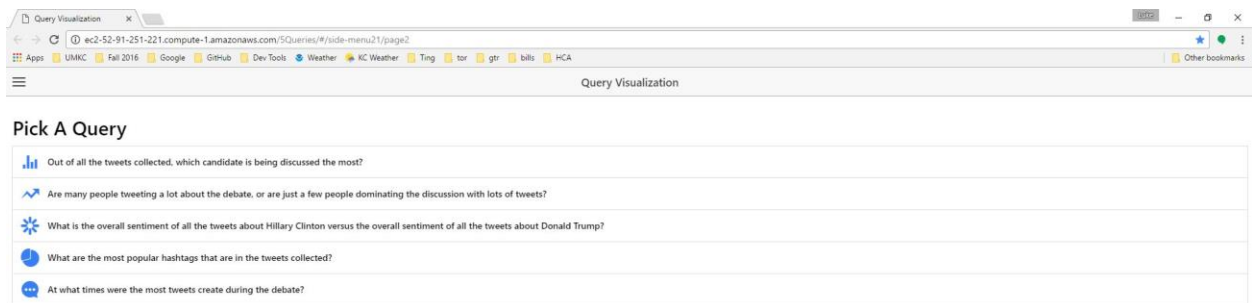 Query Visualization
ec2-52-91-251-221.compute-1.amazonaws.com/5Queries/#/side-menu21/page2
Apps UMKC Fall 2016 Google GitHub Dev Tools Weather KC Weather Ting tor gtr bills HCA Other bookmarks
Query Visualization
Pick A Query
Out of all the tweets collected, which candidate is being discussed the most?
Are many people tweeting a lot about the debate, or are just a few people dominating the discussion with lots of tweets?
What is the overall sentiment of all the tweets about Hillary Clinton versus the overall sentiment of all the tweets about Donald Trump?
What are the most popular hashtags that are in the tweets collected?
At what times were the most tweets create during the debate?